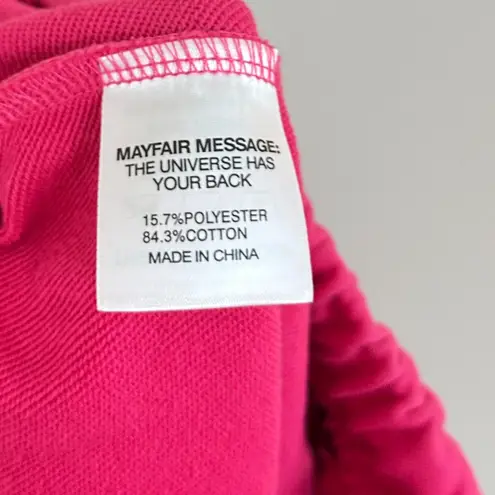 MAYFAIR MESSAGE:
THE UNIVERSE HAS
YOUR BACK
15.7%POLYESTER
84.3%COTTON
MADE IN CHINA